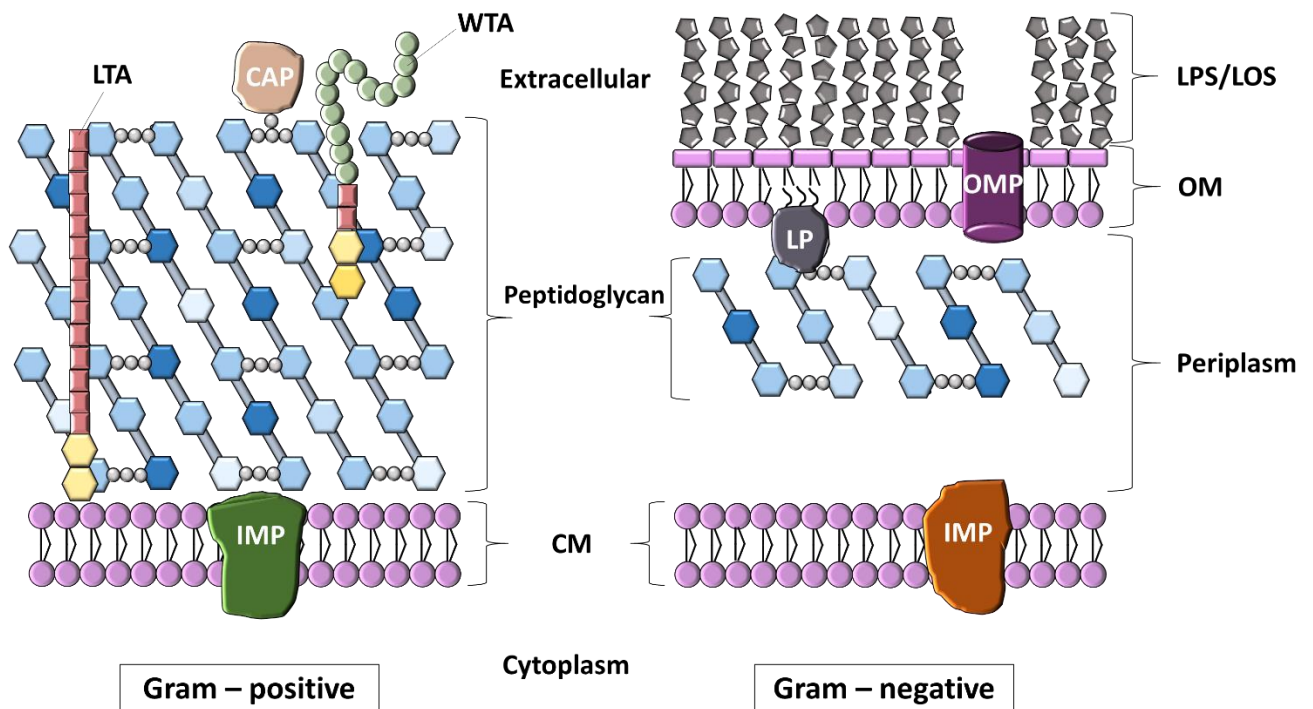 WTA
LTA
CAP
Extracellular
LPS/LOS
OMP
OM
LP
Peptidoglycan
Periplasm
IMP
CM
IMP
Cytoplasm
Gram – positive
Gram – negative